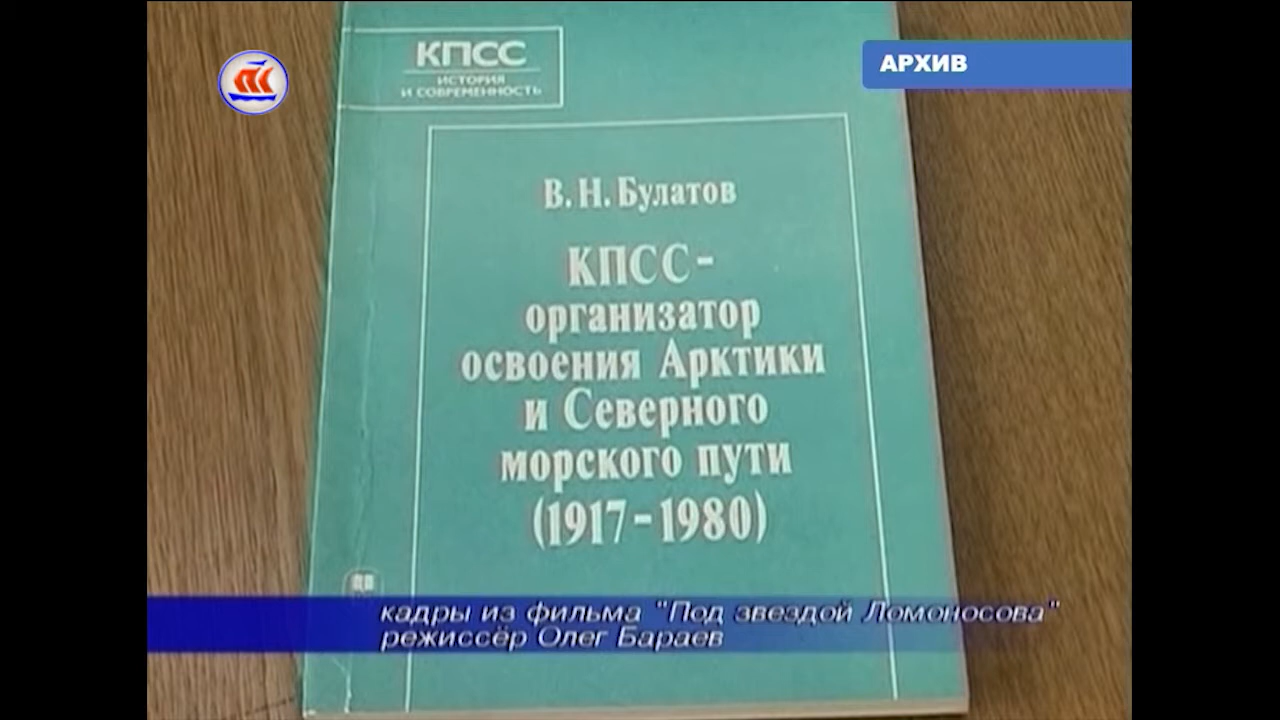 КПСС
ИСТОРИЯ
И СОВРЕМЕННОСТЬ
АРХИВ
В. Н. Булатов
КПСС-
организатор
освоения Арктики
и Северного
морского пути
(1917-1980)
кадры из фильма "Под звездой Ломоносова"
режиссёр Олег Бараев